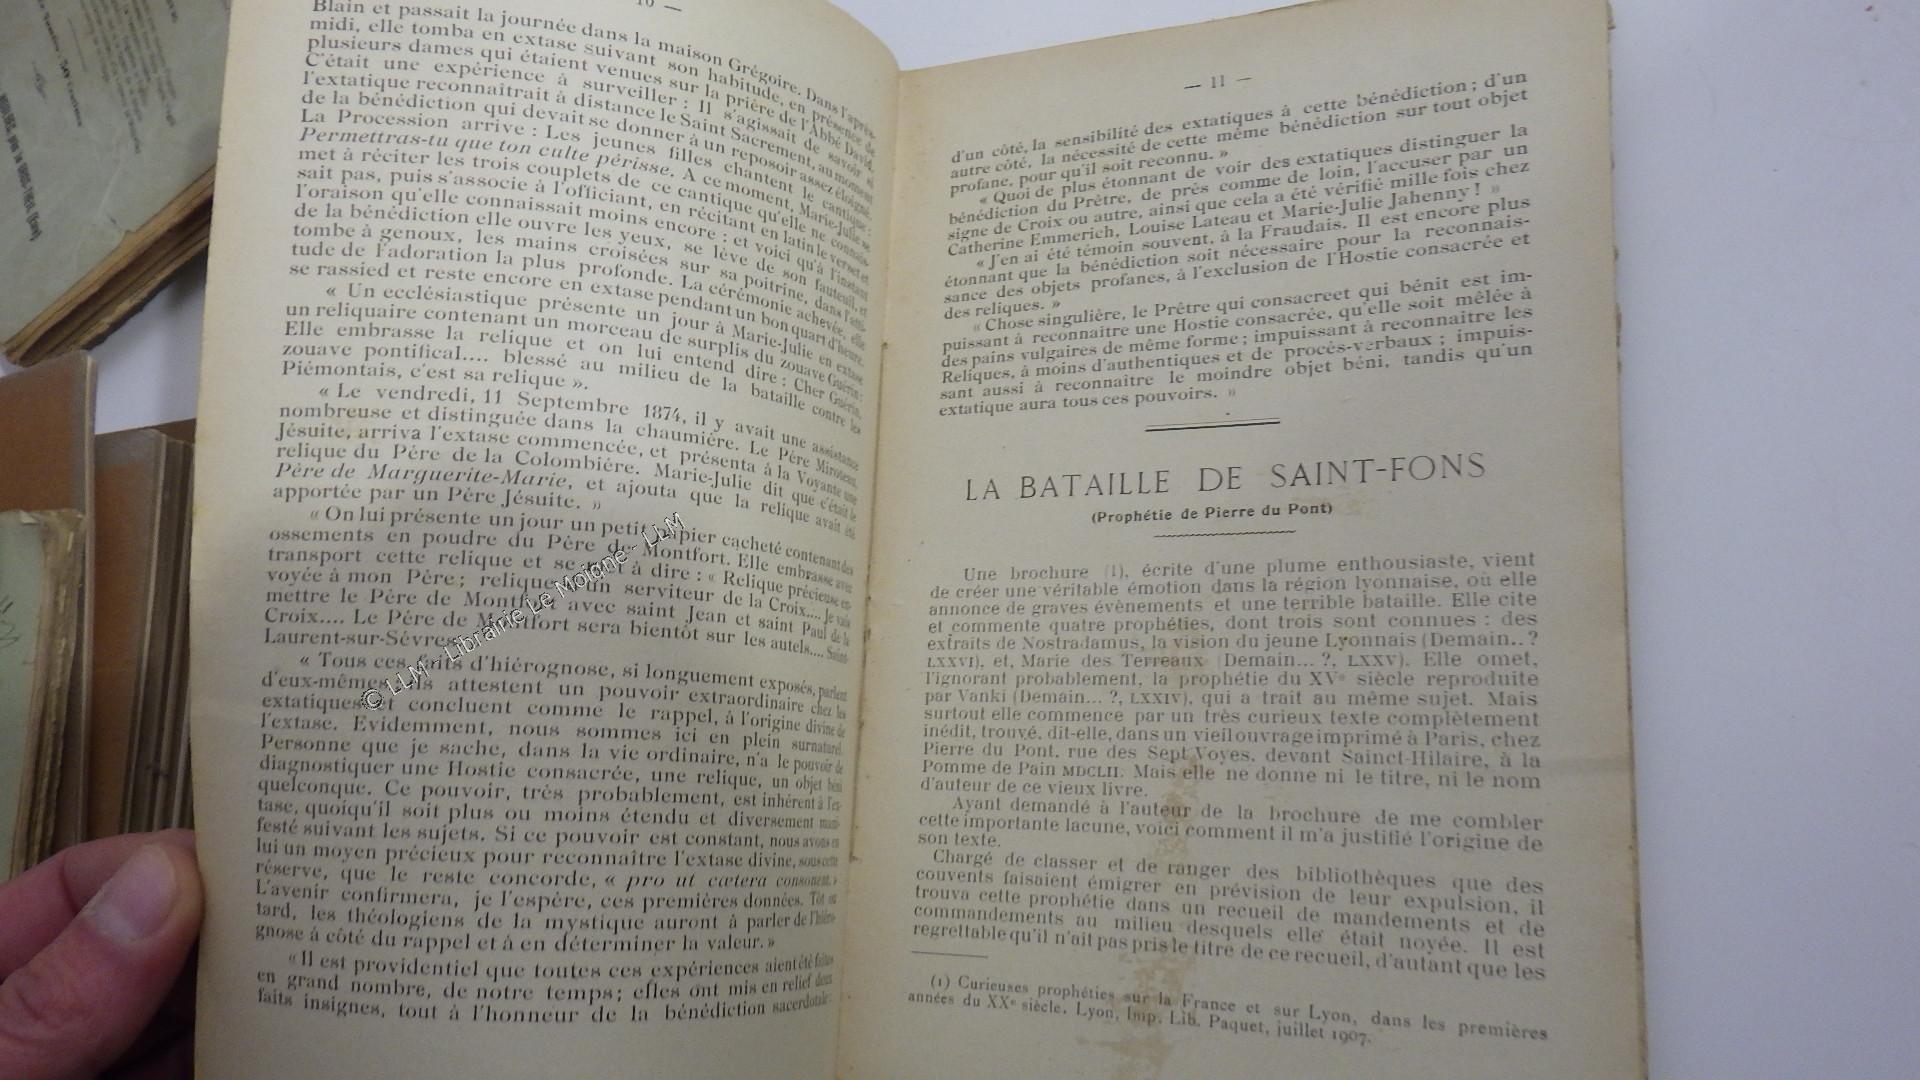 10 —
Blain et passait la journée dans la maison Grégoire. Dans l'après-
midi, elle tomba en extase suivant son habitude, en présence de
plusieurs dames qui étaient venues sur la prière de l'Abbé David.
C'était une expérience à surveiller : Il s'agissait de savoir si
l'extatique reconnaîtrait à distance le Saint Sacrement, au moment
de la bénédiction qui devait se donner à un reposoir assez éloigné.
La Procession arrive : Les jeunes filles chantent le cantique :
Permettras-tu que ton culte périsse. A ce moment, Marie-Julie se
met à réciter les trois couplets de ce cantique qu'elle ne connais-
sait pas, puis s'associe à l'officiant, en récitant en latin le verset et
l'oraison qu'elle connaissait moins encore ; et voici qu'à l'instant
de la bénédiction elle ouvre les yeux, se lève de son fauteuil, et
tombe à genoux, les mains croisées sur sa poitrine, dans l'atti-
tude de l'adoration la plus profonde. La cérémonie achevée, elle
se rassied et reste encore en extase pendant un bon quart d'heure.
« Un ecclésiastique présente un jour à Marie-Julie en extase
un reliquaire contenant un morceau de surplis du zouave Guérin :
Elle embrasse la relique et on lui entend dire : Cher Guérin,
zouave pontifical.... blessé au milieu de la bataille contre les
Piémontais, c'est sa relique ».
« Le vendredi, 11 Septembre 1874, il y avait une assistance
nombreuse et distinguée dans la chaumière. Le Père Miroteau,
Jésuite, arriva l'extase commencée, et présenta à la Voyante une
relique du Père de la Colombière. Marie-Julie dit que c'était le
Père de Marguerite-Marie, et ajouta que la relique avait été
apportée par un Père Jésuite. »
« On lui présente un jour un petit papier cacheté contenant des
ossements en poudre du Père de Montfort. Elle embrasse avec
transport cette relique et se met à dire : « Relique précieuse en-
voyée à mon Père ; relique d'un serviteur de la Croix.... Je vais
mettre le Père de Montfort avec saint Jean et saint Paul de la
Croix.... Le Père de Montfort sera bientôt sur les autels.... Saint-
Laurent-sur-Sèvres
« Tous ces faits d'hiérognose, si longuement exposés, parlent
d'eux-mêmes : Ils attestent un pouvoir extraordinaire chez les
extatiques et concluent comme le rappel, à l'origine divine de
l'extase. Evidemment, nous sommes ici en plein surnaturel.
Personne que je sache, dans la vie ordinaire, n'a le pouvoir de
diagnostiquer une Hostie consacrée, une relique, un objet béni
quelconque. Ce pouvoir, très probablement, est inhérent à l'ex-
tase, quoiqu'il soit plus ou moins étendu et diversement mani-
festé suivant les sujets. Si ce pouvoir est constant, nous avons en
lui un moyen précieux pour reconnaître l'extase divine, sous cette
réserve, que le reste concorde, « pro ut cœtera consonent. »
L'avenir confirmera, je l'espère, ces premières données. Tôt ou
tard, les théologiens de la mystique auront à parler de l'hiéro-
gnose à côté du rappel et à en déterminer la valeur. »
« Il est providentiel que toutes ces expériences aient été faites
en grand nombre, de notre temps ; elles ont mis en relief deux
faits insignes, tout à l'honneur de la bénédiction sacerdotale :
— 11 —
d'un côté, la sensibilité des extatiques à cette bénédiction ; d'un
autre côté, la nécessité de cette même bénédiction sur tout objet
profane, pour qu'il soit reconnu. »
« Quoi de plus étonnant de voir des extatiques distinguer la
bénédiction du Prêtre, de près comme de loin, l'accuser par un
signe de Croix ou autre, ainsi que cela a été vérifié mille fois chez
Catherine Emmerich, Louise Lateau et Marie-Julie Jahenny ! »
« J'en ai été témoin souvent, à la Fraudais. Il est encore plus
étonnant que la bénédiction soit nécessaire pour la reconnais-
sance des objets profanes, à l'exclusion de l'Hostie consacrée et
des reliques. »
« Chose singulière, le Prêtre qui consacre et qui bénit est im-
puissant à reconnaître une Hostie consacrée, qu'elle soit mêlée à
des pains vulgaires de même forme ; impuissant à reconnaître les
Reliques, à moins d'authentiques et de procès-verbaux ; impuis-
sant aussi à reconnaître le moindre objet béni, tandis qu'un
extatique aura tous ces pouvoirs. »
LA BATAILLE DE SAINT-FONS
(Prophétie de Pierre du Pont)
Une brochure (1), écrite d'une plume enthousiaste, vient
de créer une véritable émotion dans la région lyonnaise, où elle
annonce de graves évènements et une terrible bataille. Elle cite
et commente quatre prophéties, dont trois sont connues : des
extraits de Nostradamus, la vision du jeune Lyonnais (Demain.. ?
LXXVI), et, Marie des Terreaux (Demain... ?, LXXV). Elle omet,
l'ignorant probablement, la prophétie du XVe siècle reproduite
par Vanki (Demain... ?, LXXIV), qui a trait au même sujet. Mais
surtout elle commence par un très curieux texte complètement
inédit, trouvé, dit-elle, dans un vieil ouvrage imprimé à Paris, chez
Pierre du Pont, rue des Sept Voyes, devant Sainct-Hilaire, à la
Pomme de Pain MDCLII. Mais elle ne donne ni le titre, ni le nom
d'auteur de ce vieux livre.
Ayant demandé à l'auteur de la brochure de me combler
cette importante lacune, voici comment il m'a justifié l'origine de
son texte.
Chargé de classer et de ranger des bibliothèques que des
couvents faisaient émigrer en prévision de leur expulsion, il
trouva cette prophétie dans un recueil de mandements et de
commandements au milieu desquels elle était noyée. Il est
regrettable qu'il n'ait pas pris le titre de ce recueil, d'autant que les
(1) Curieuses prophéties sur la France et sur Lyon, dans les premières
années du XXe siècle. Lyon, Imp. Lib. Paquet, juillet 1907.
© LLM - Librairie Le Moigne - LLM